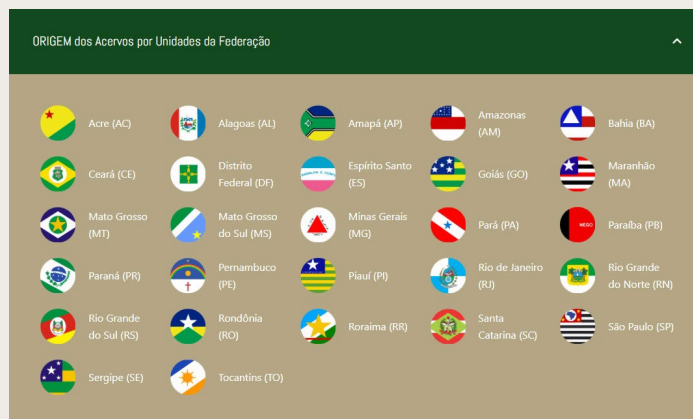 ORIGEM dos Acervos por Unidades da Federação
Acre (AC)
Alagoas (AL)
Amapá (AP)
Amazonas
(AM)
Bahia (BA)
Ceará (CE)
Distrito
Federal (DF)
Espírito Santo
(ES)
Goiás (GO)
Maranhão
(MA)
Mato Grosso
(MT)
Mato Grosso
do Sul (MS)
Minas Gerais
(MG)
Pará (PA)
NEGO
Paraíba (PB)
Paraná (PR)
Pernambuco
(PE)
Piauí (PI)
Rio de Janeiro
(RJ)
Rio Grande
do Norte (RN)
Rio Grande
do Sul (RS)
Rondônia
(RO)
Roraima (RR)
Santa
Catarina (SC)
São Paulo (SP)
Sergipe (SE)
Tocantins (TO)